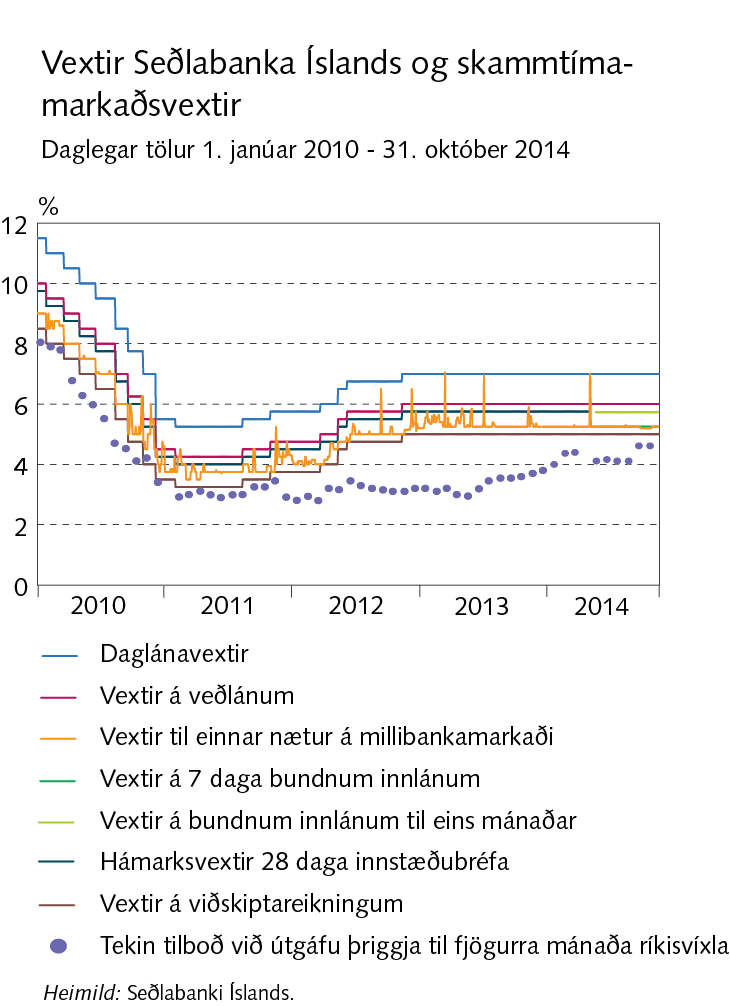 Vextir Seðlabanka Íslands og skammtíma-
markaðsvextir
Daglegar tölur 1. janúar 2010 - 31. október 2014
%
12
10
8
6
4
2
0
2010 2011 2012 2013 2014
Daglánavextir
Vextir á veðlánum
Vextir til einnar nætur á millibankamarkaði
Vextir á 7 daga bundnum innlánum
Vextir á bundnum innlánum til eins mánaðar
Hámarksvextir 28 daga innstæðubréfa
Vextir á viðskiptareikningum
Tekin tilboð við útgáfu þriggja til fjögurra mánaða ríkisvíxla
Heimild: Seðlabanki Íslands.